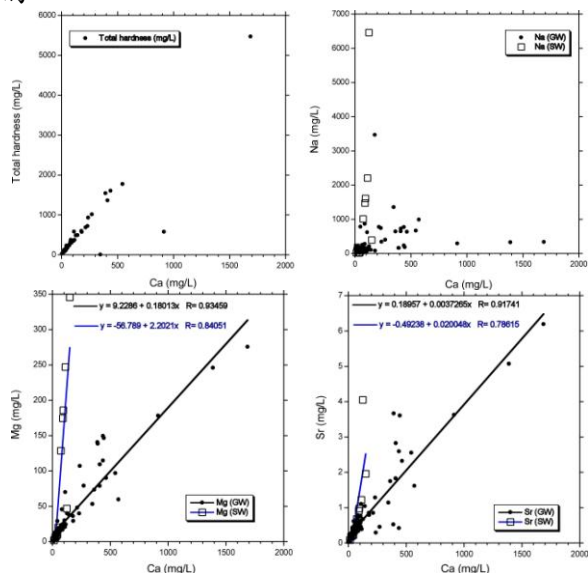 6000
5000
4000
3000
2000
1000
0
Total hardness (mg/L)
Total hardness (mg/L)
0 500 1000 1500 2000
Ca (mg/L)
7000
6000
5000
4000
3000
2000
1000
0
Na (mg/L)
Na (GW)
Na (SW)
0 500 1000 1500 2000
Ca (mg/L)
350
300
250
200
150
100
50
0
Mg (mg/L)
y = 9.2286 + 0.18013x R= 0.93459
y = -56.789 + 2.2021x R= 0.84051
Mg (GW)
Mg (SW)
0 500 1000 1500 2000
Ca (mg/L)
7
6
5
4
3
2
1
0
Sr (mg/L)
y = 0.18957 + 0.0037265x R= 0.91741
y = -0.49238 + 0.020048x R= 0.78615
Sr (GW)
Sr (SW)
0 500 1000 1500 2000
Ca (mg/L)